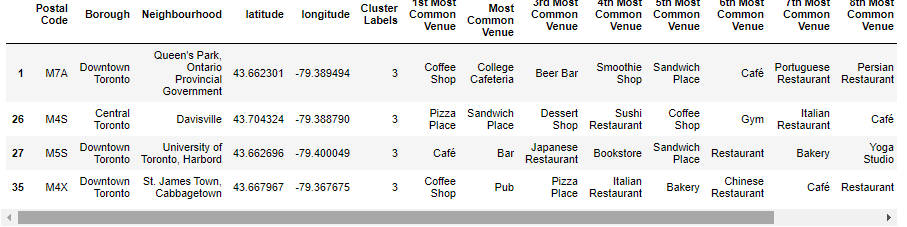 Postal
Code
Borough
Neighbourhood
latitude
longitude
Cluster
Labels
1st Most
Common
Venue
Most
Common
Venue
3rd Most
Common
Venue
4th Most
Common
Venue
5th Most
Common
Venue
6th Most
Common
Venue
7th Most
Common
Venue
8th Most
Common
Venue
1
M7A
Downtown
Toronto
Queen's Park,
Ontario
Provincial
Government
43.662301
-79.389494
3
Coffee
Shop
College
Cafeteria
Beer Bar
Smoothie
Shop
Sandwich
Place
Café
Portuguese
Restaurant
Persian
Restaurant
26
M4S
Central
Toronto
Davisville
43.704324
-79.388790
3
Pizza
Place
Sandwich
Place
Dessert
Shop
Sushi
Restaurant
Coffee
Shop
Gym
Italian
Restaurant
Café
27
M5S
Downtown
Toronto
University of
Toronto, Harbord
43.662696
-79.400049
3
Café
Bar
Japanese
Restaurant
Bookstore
Sandwich
Place
Restaurant
Bakery
Yoga
Studio
35
M4X
Downtown
Toronto
St. James Town,
Cabbagetown
43.667967
-79.367675
3
Coffee
Shop
Pub
Pizza
Place
Italian
Restaurant
Bakery
Chinese
Restaurant
Café
Restaurant